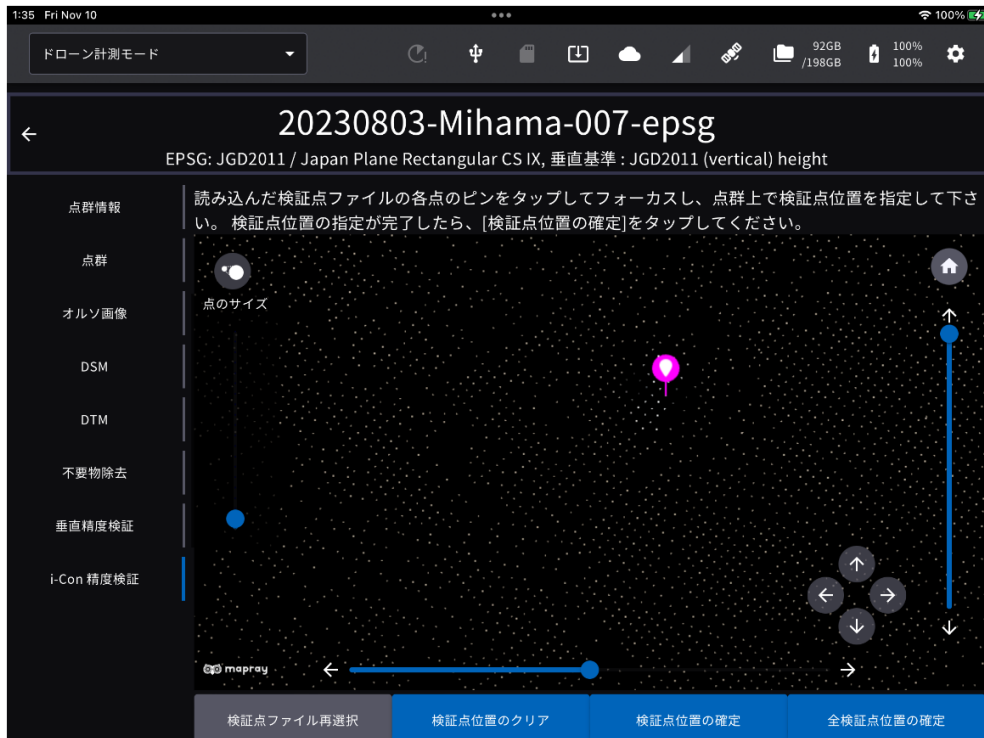 1:35 Fri Nov 10
100%
ドローン計測モード
92GB
/198GB
100%
100%
20230803-Mihama-007-epsg
EPSG: JGD2011 / Japan Plane Rectangular CS IX, 垂直基準 : JGD2011 (vertical) height
点群情報
点群
オルソ画像
DSM
DTM
不要物除去
垂直精度検証
i-Con 精度検証
読み込んだ検証点ファイルの各点のピンをタップしてフォーカスし、点群上で検証点位置を指定して下さ
い。 検証点位置の指定が完了したら、[検証点位置の確定]をタップしてください。
点のサイズ
mapray
検証点ファイル再選択
検証点位置のクリア
検証点位置の確定
全検証点位置の確定